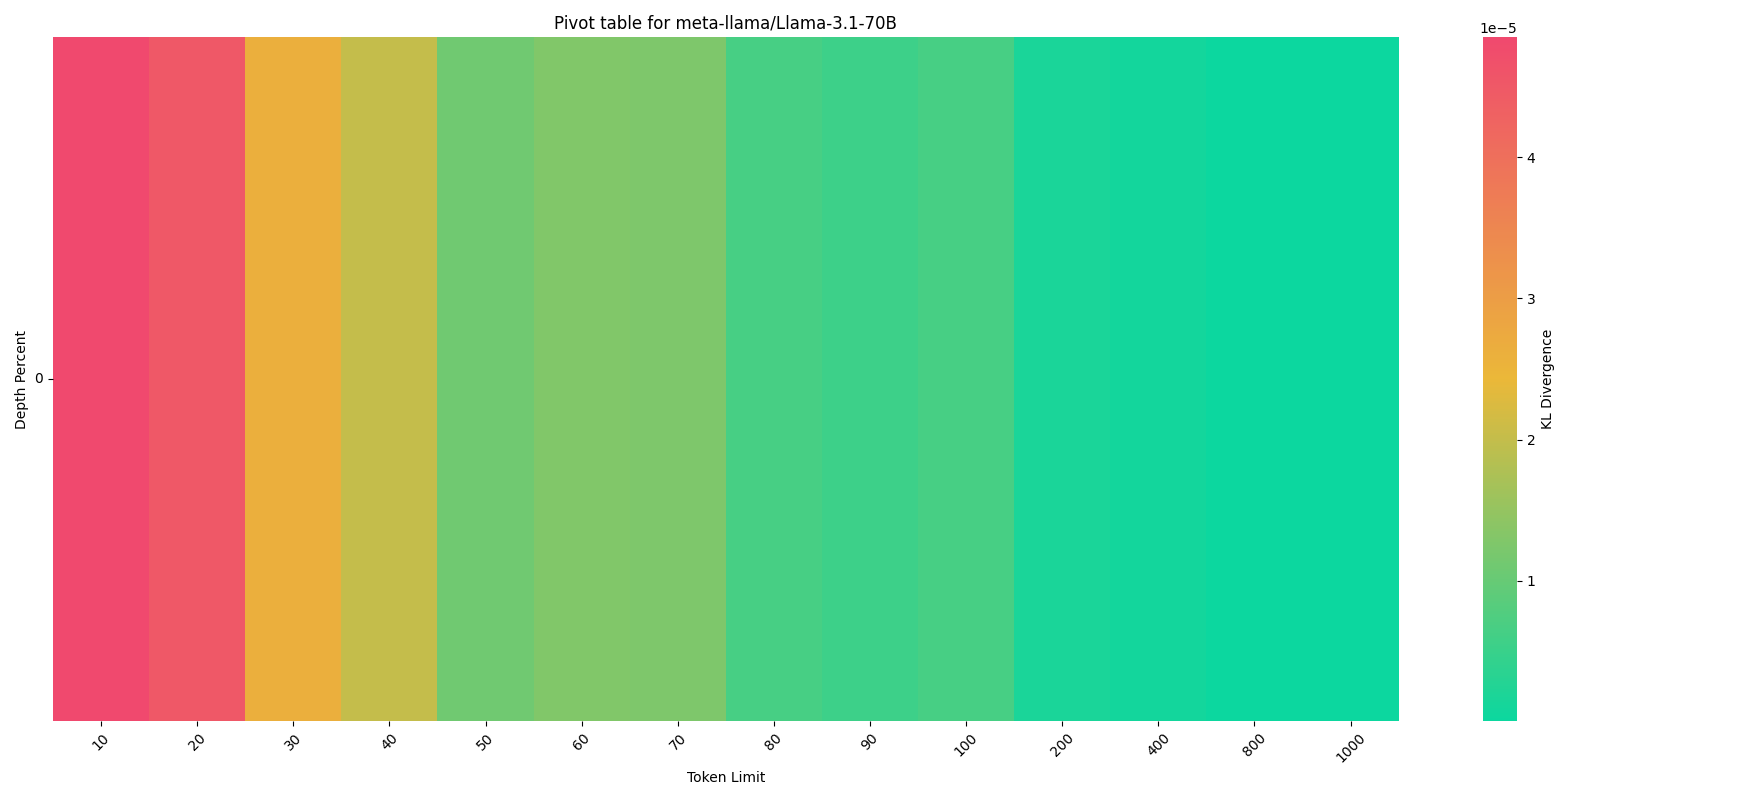 Pivot table for meta-llama/Llama-3.1-70B
1e−5
4
3
2
1
KL Divergence
Depth Percent
0
10 20 30 40 50 60 70 80 90 100 200 400 800 1000
Token Limit